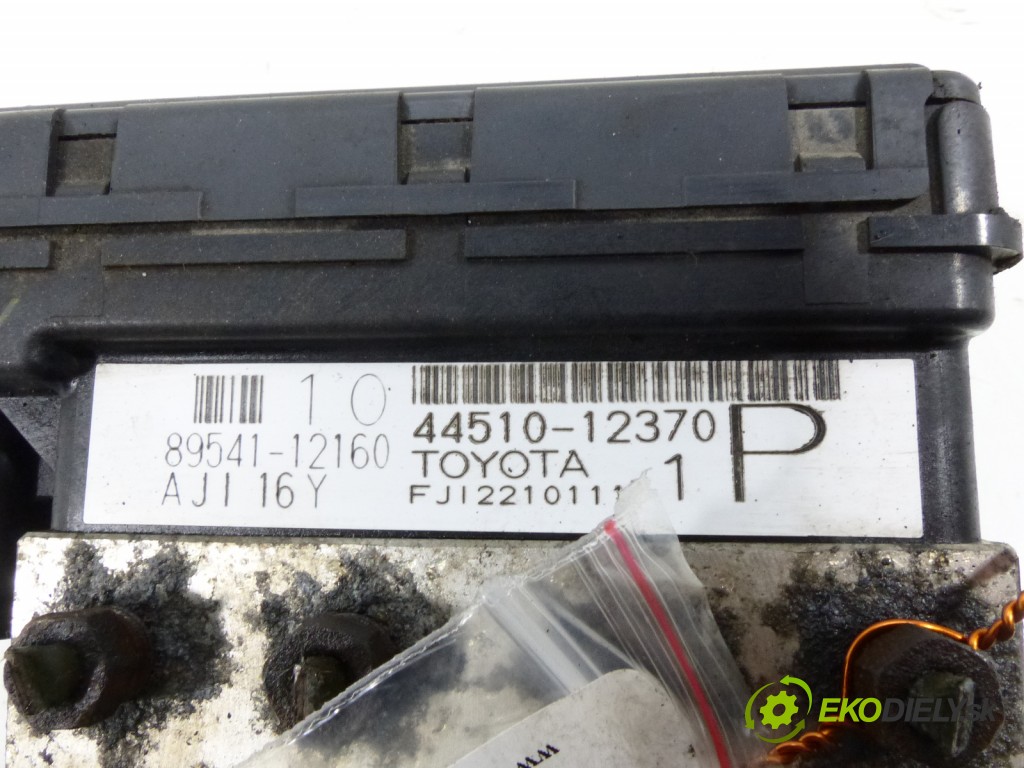 10
44510-12370
P
89541-12160
TOYOTA
1
AJI 16Y
EKODIELY.SK